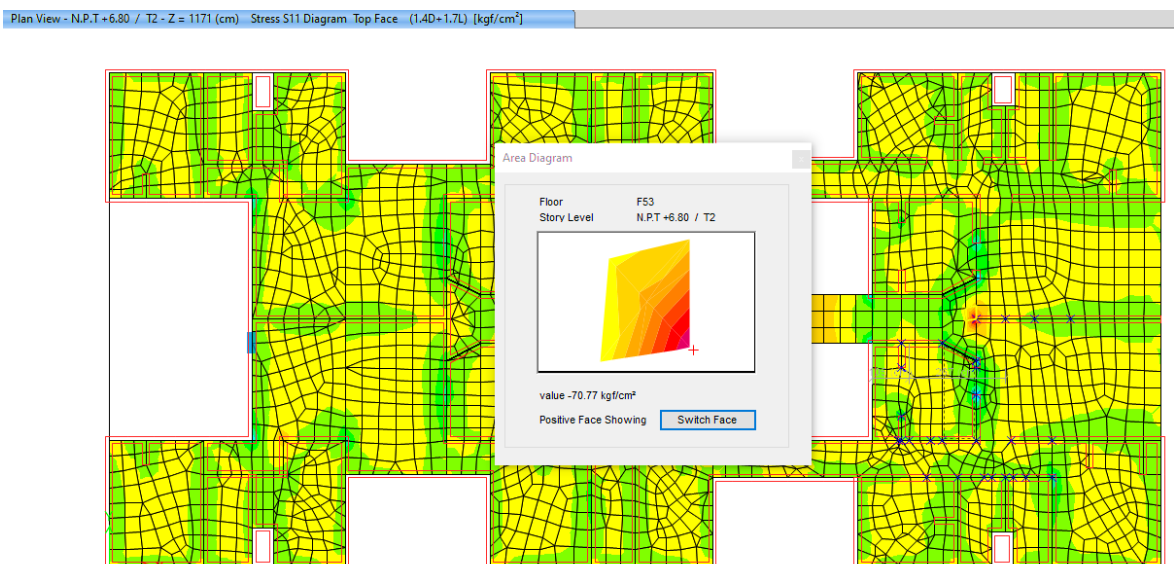 Plan View - N.P.T +6.80 / T2 - Z = 1171 (cm) Stress S11 Diagram Top Face (1.4D+1.7L) [kgf/cm²]
Area Diagram
Floor F53
Story Level N.P.T +6.80 / T2
value -70.77 kgf/cm²
Positive Face Showing Switch Face